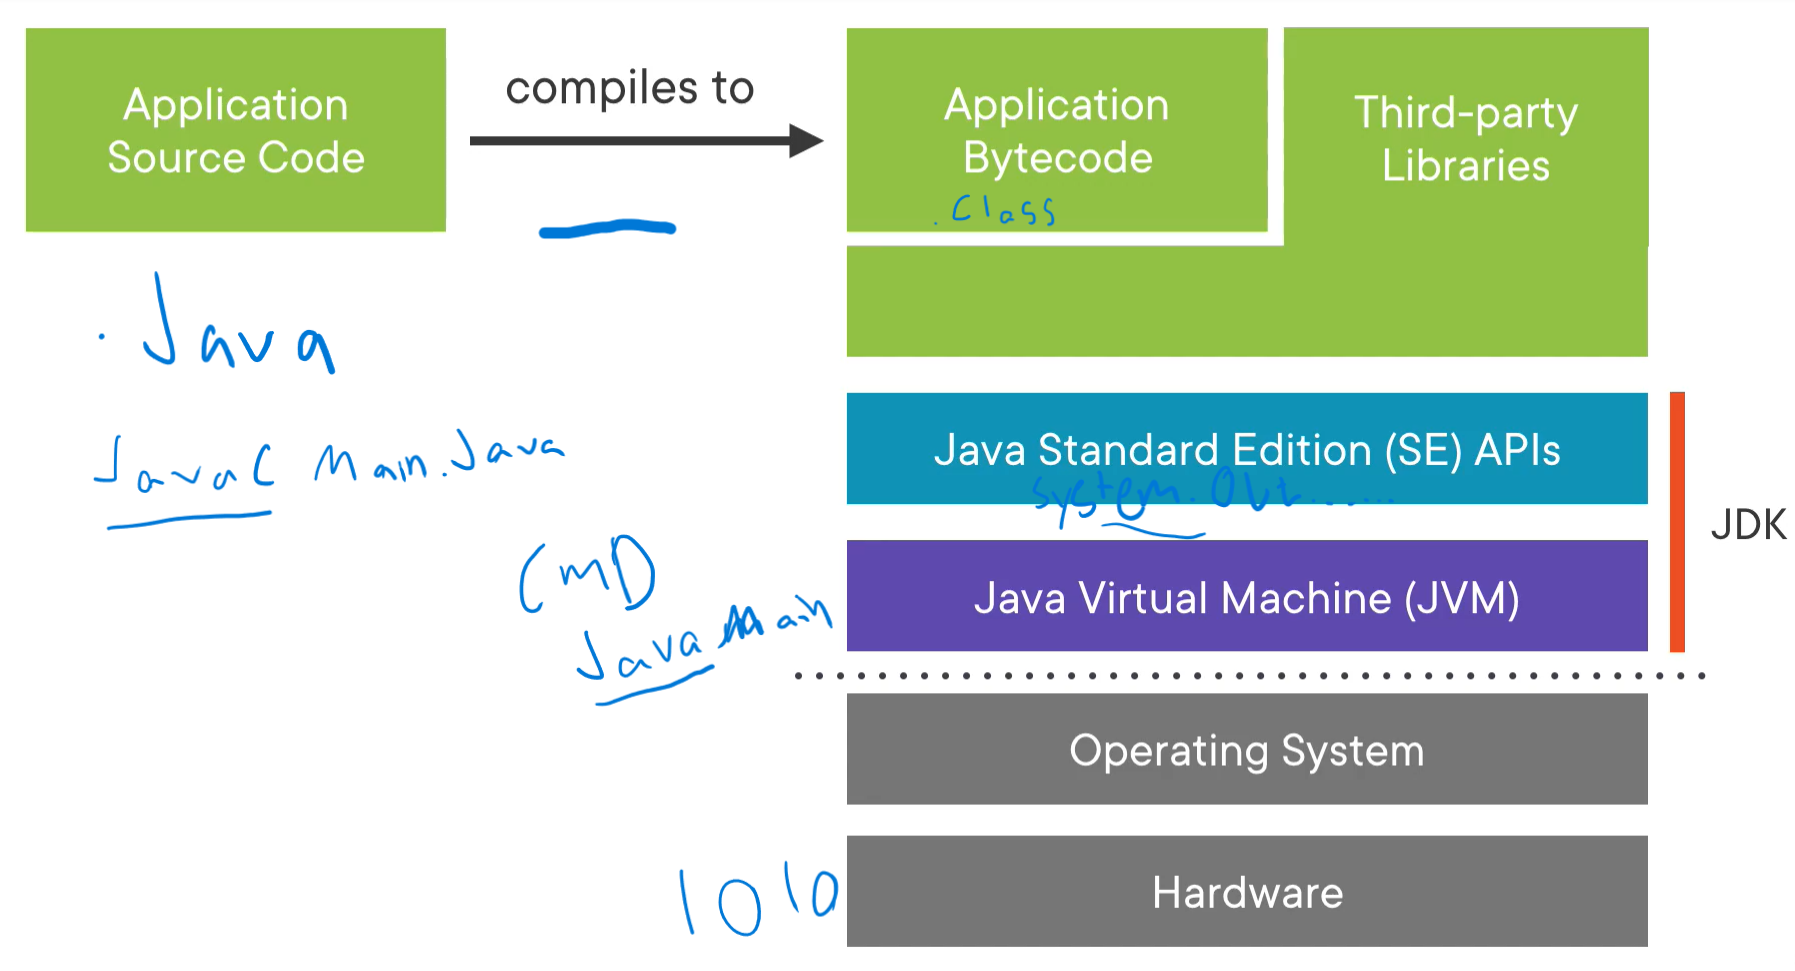 Application
Source Code
compiles to
Application
Bytecode
.Class
Third-party
Libraries
.Java
JavaC Main.Java
Java Standard Edition (SE) APIs
System.Out.......
JDK
CMD
Java Main
Java Virtual Machine (JVM)
Operating System
1010
Hardware